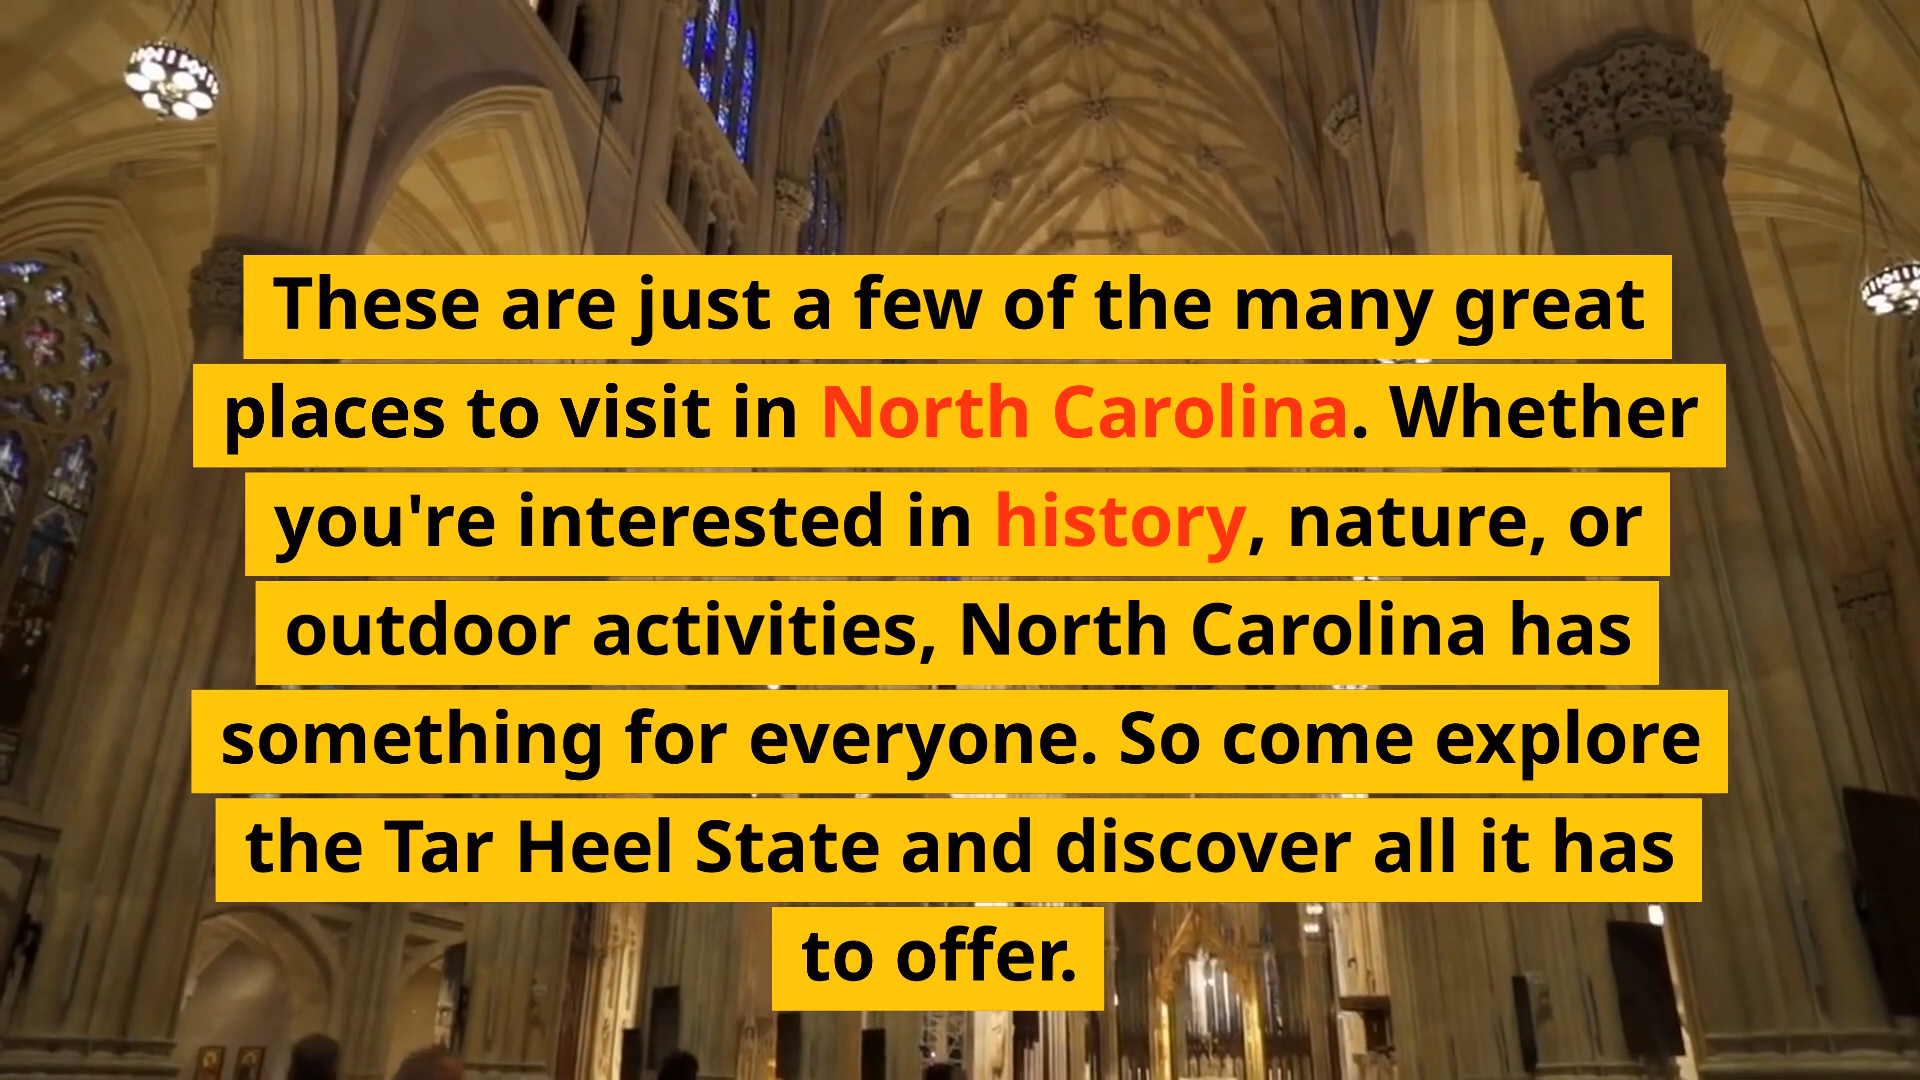 These are just a few of the many great
places to visit in North Carolina. Whether
you're interested in history, nature, or
outdoor activities, North Carolina has
something for everyone. So come explore
the Tar Heel State and discover all it has
to offer.